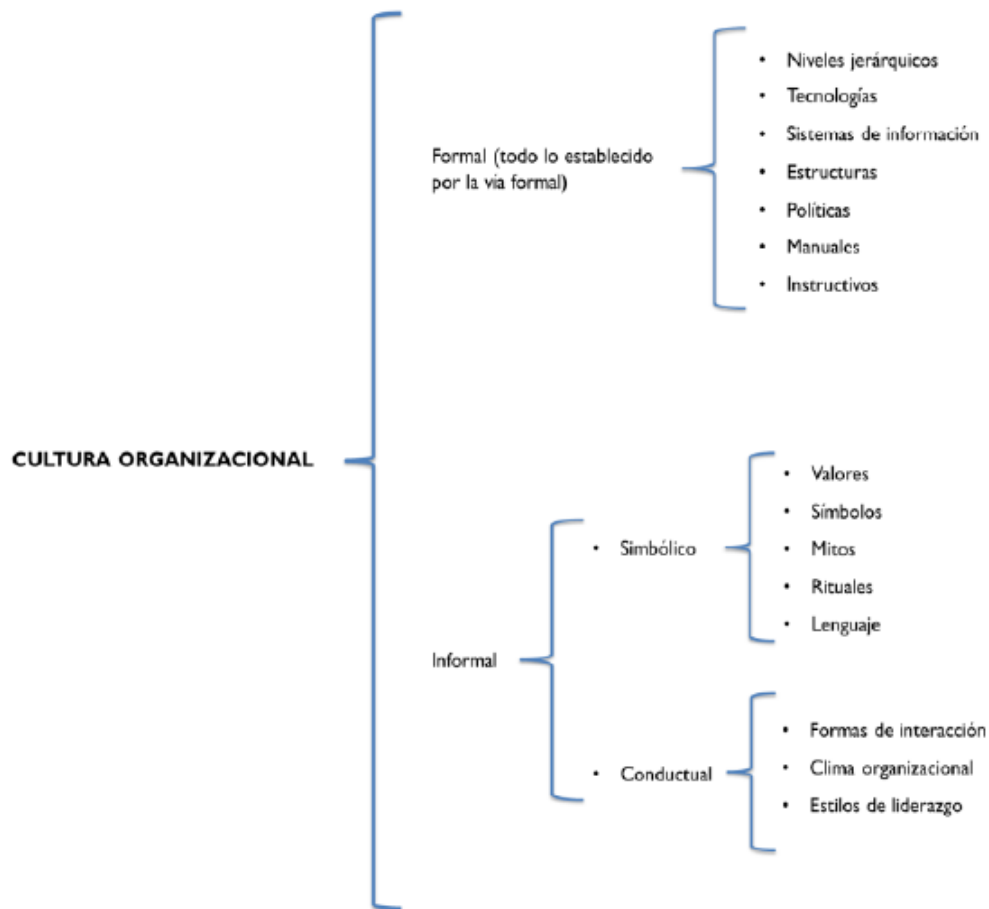 CULTURA ORGANIZACIONAL
Formal (todo lo establecido
por la vía formal)
• Niveles jerárquicos
• Tecnologías
• Sistemas de información
• Estructuras
• Políticas
• Manuales
• Instructivos
Informal
• Simbólico
• Valores
• Símbolos
• Mitos
• Rituales
• Lenguaje
• Conductual
• Formas de interacción
• Clima organizacional
• Estilos de liderazgo